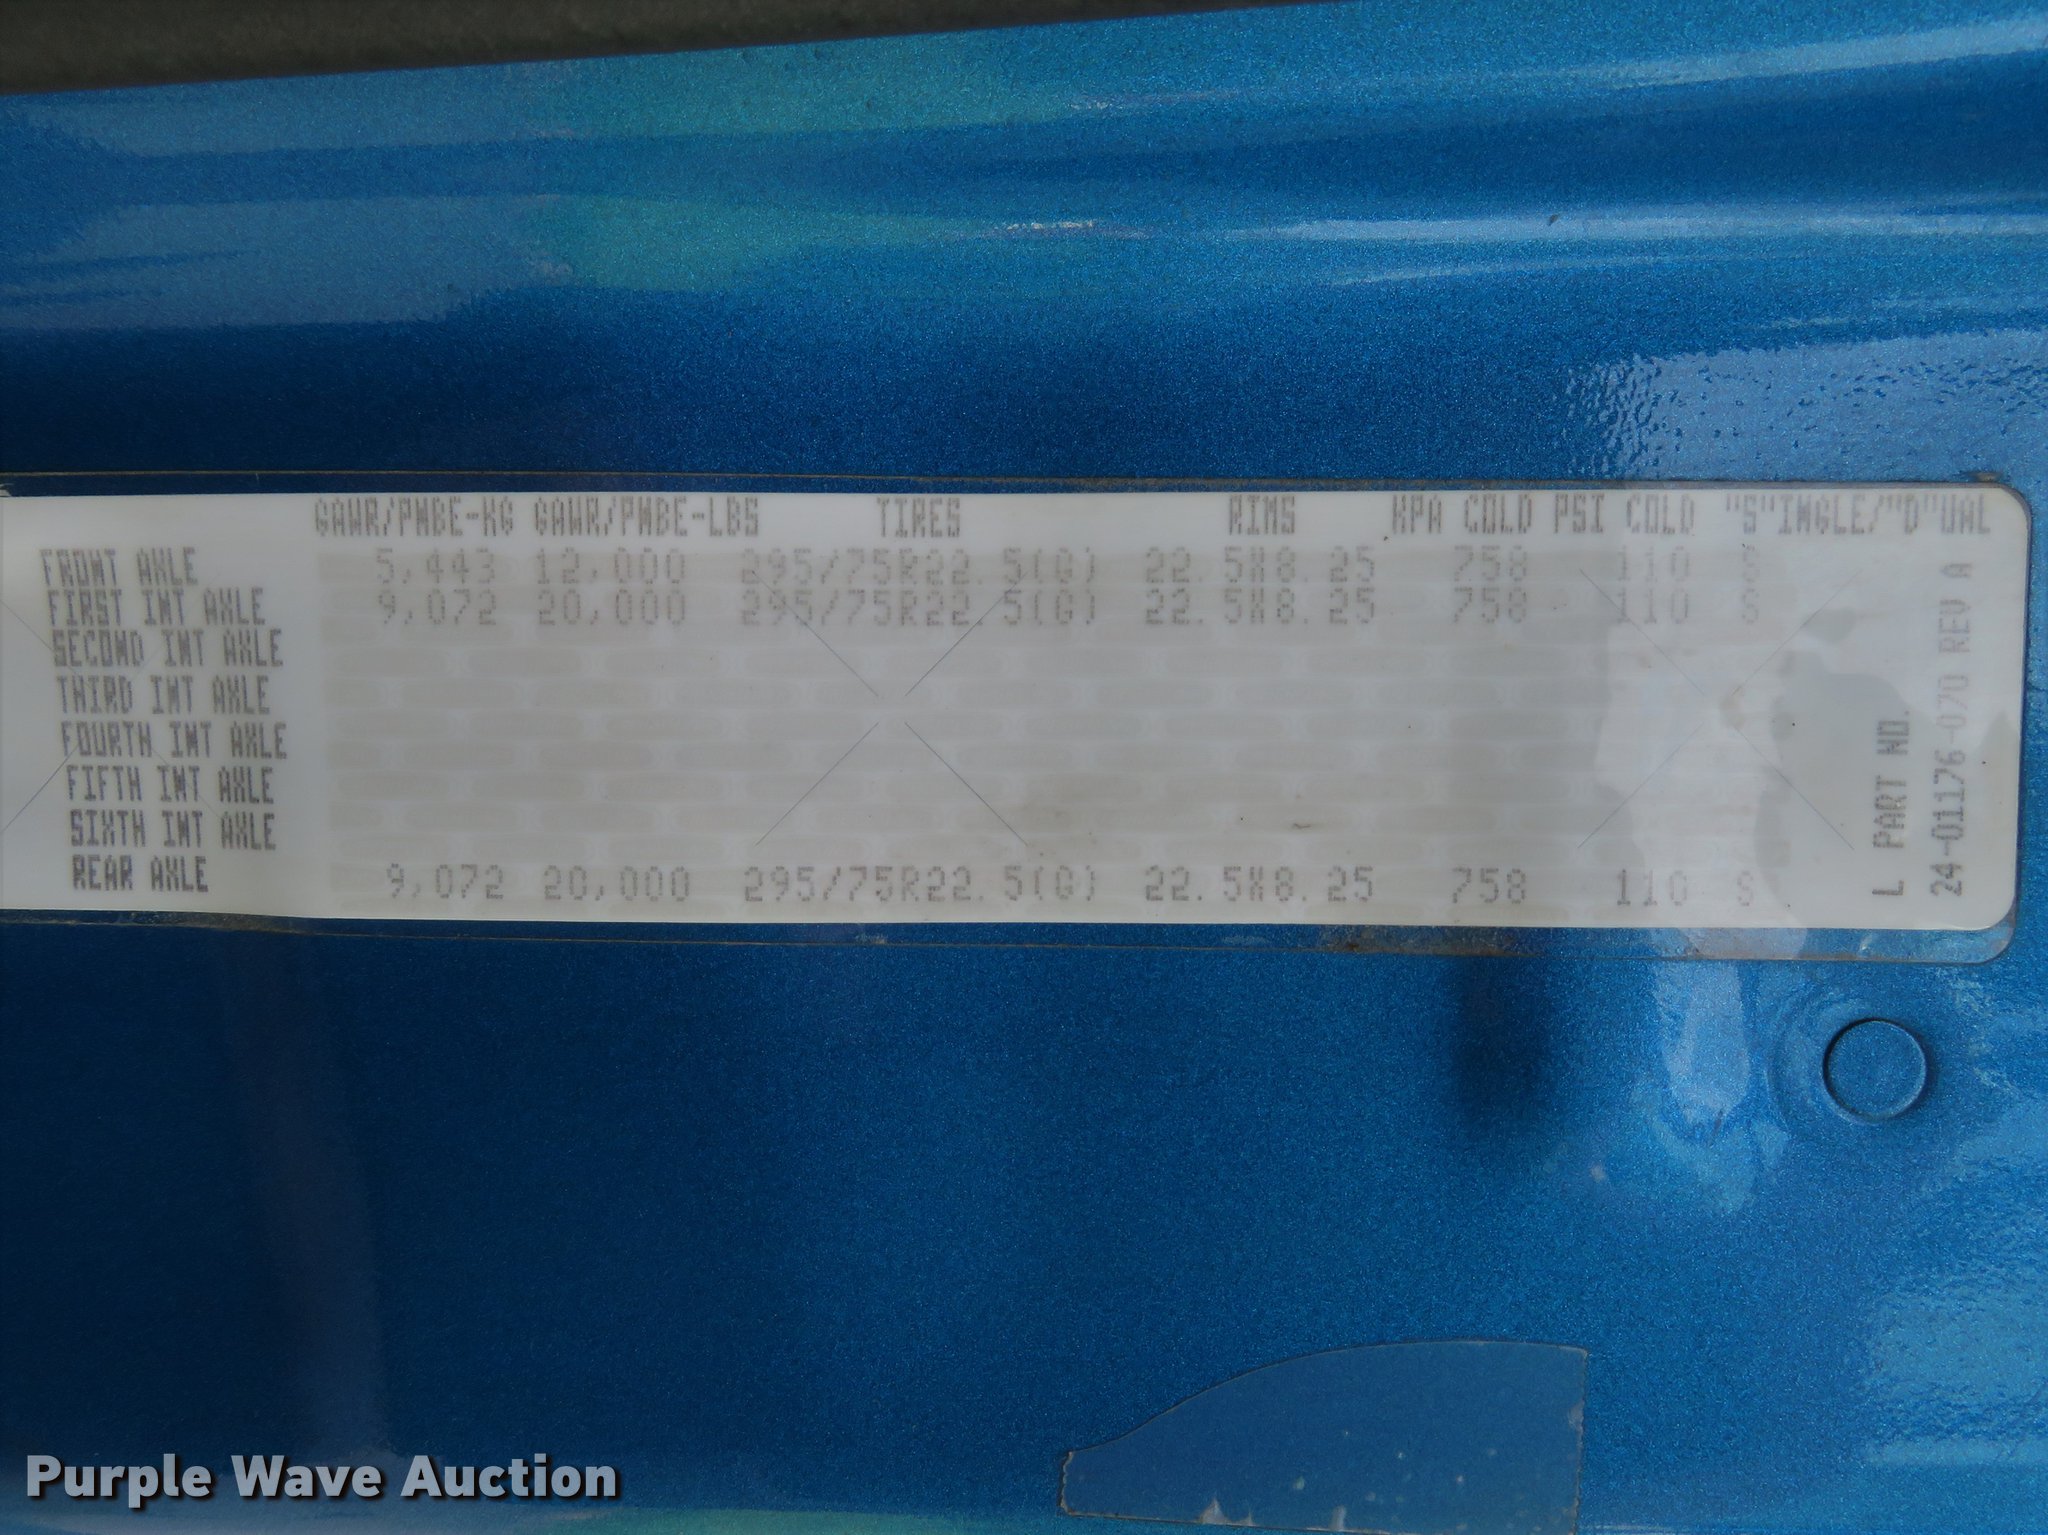 GAWR/PNBE-KG GAWR/PNBE-LBS TIRES RIMS KPA COLD PSI COLD "S"INGLE/"D"UAL
FRONT AXLE 5,443 12,000 295/75R22.5(G) 22.5X8.25 758 110 S
FIRST INT AXLE 9,072 20,000 295/75R22.5(G) 22.5X8.25 758 110 S
SECOND INT AXLE
THIRD INT AXLE
FOURTH INT AXLE
FIFTH INT AXLE
SIXTH INT AXLE
REAR AXLE 9,072 20,000 295/75R22.5(G) 22.5X8.25 758 110 S
L PART NO.
24-01176-070 REV A
Purple Wave Auction